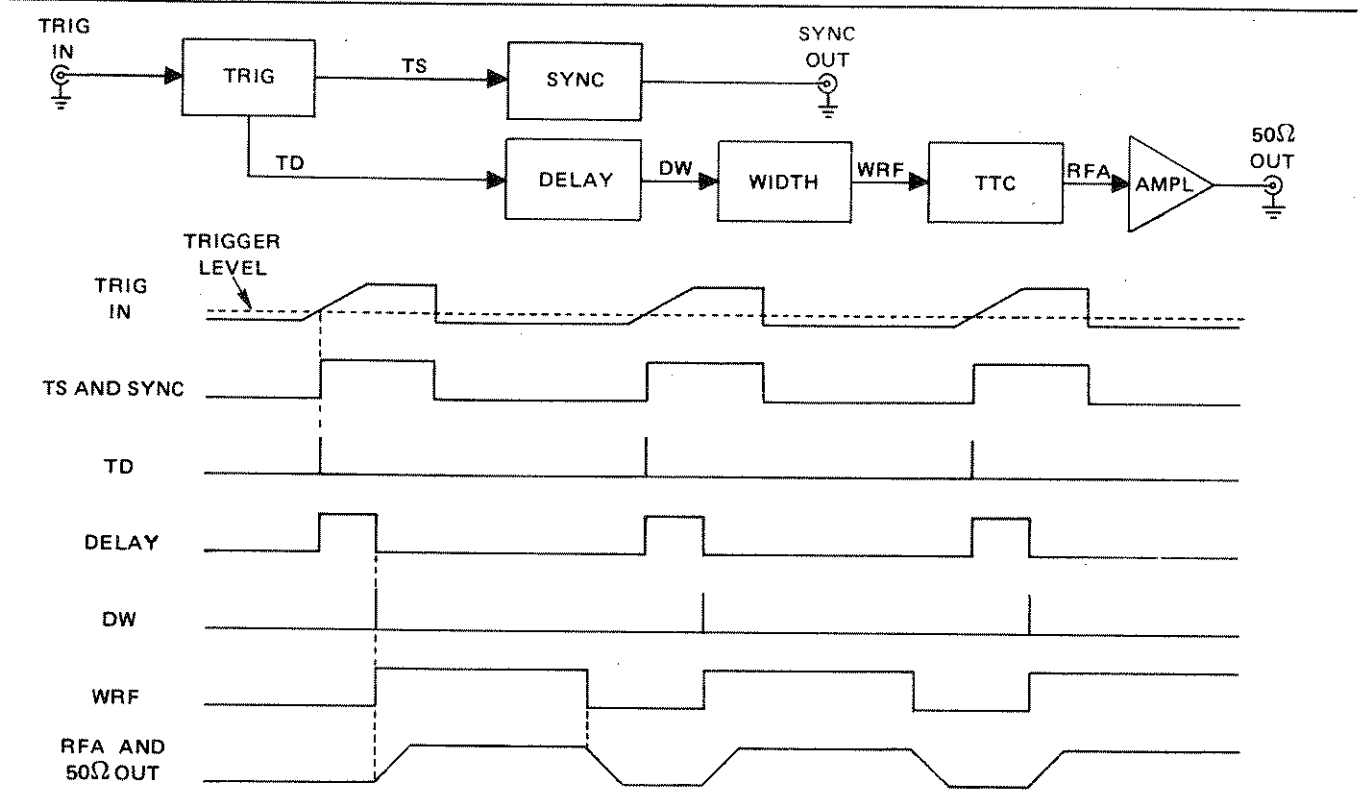 TRIG
IN
TRIG
TS
SYNC
SYNC
OUT
TD
DELAY
DW
WIDTH
WRF
TTC
RFA
AMPL
50Ω
OUT
TRIGGER
LEVEL
TRIG
IN
TS AND SYNC
TD
DELAY
DW
WRF
RFA AND
50Ω OUT